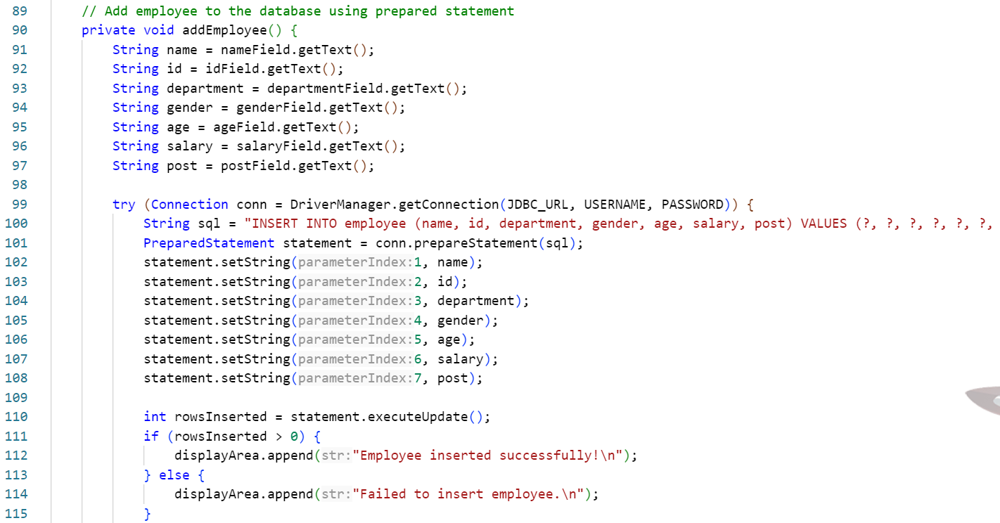 89 // Add employee to the database using prepared statement
90 private void addEmployee() {
91 String name = nameField.getText();
92 String id = idField.getText();
93 String department = departmentField.getText();
94 String gender = genderField.getText();
95 String age = ageField.getText();
96 String salary = salaryField.getText();
97 String post = postField.getText();
98
99 try (Connection conn = DriverManager.getConnection(JDBC_URL, USERNAME, PASSWORD)) {
100 String sql = "INSERT INTO employee (name, id, department, gender, age, salary, post) VALUES (?, ?, ?, ?, ?, ?,
101 PreparedStatement statement = conn.prepareStatement(sql);
102 statement.setString(parameterIndex:1, name);
103 statement.setString(parameterIndex:2, id);
104 statement.setString(parameterIndex:3, department);
105 statement.setString(parameterIndex:4, gender);
106 statement.setString(parameterIndex:5, age);
107 statement.setString(parameterIndex:6, salary);
108 statement.setString(parameterIndex:7, post);
109
110 int rowsInserted = statement.executeUpdate();
111 if (rowsInserted > 0) {
112 displayArea.append(str:"Employee inserted successfully!\n");
113 } else {
114 displayArea.append(str:"Failed to insert employee.\n");
115 }